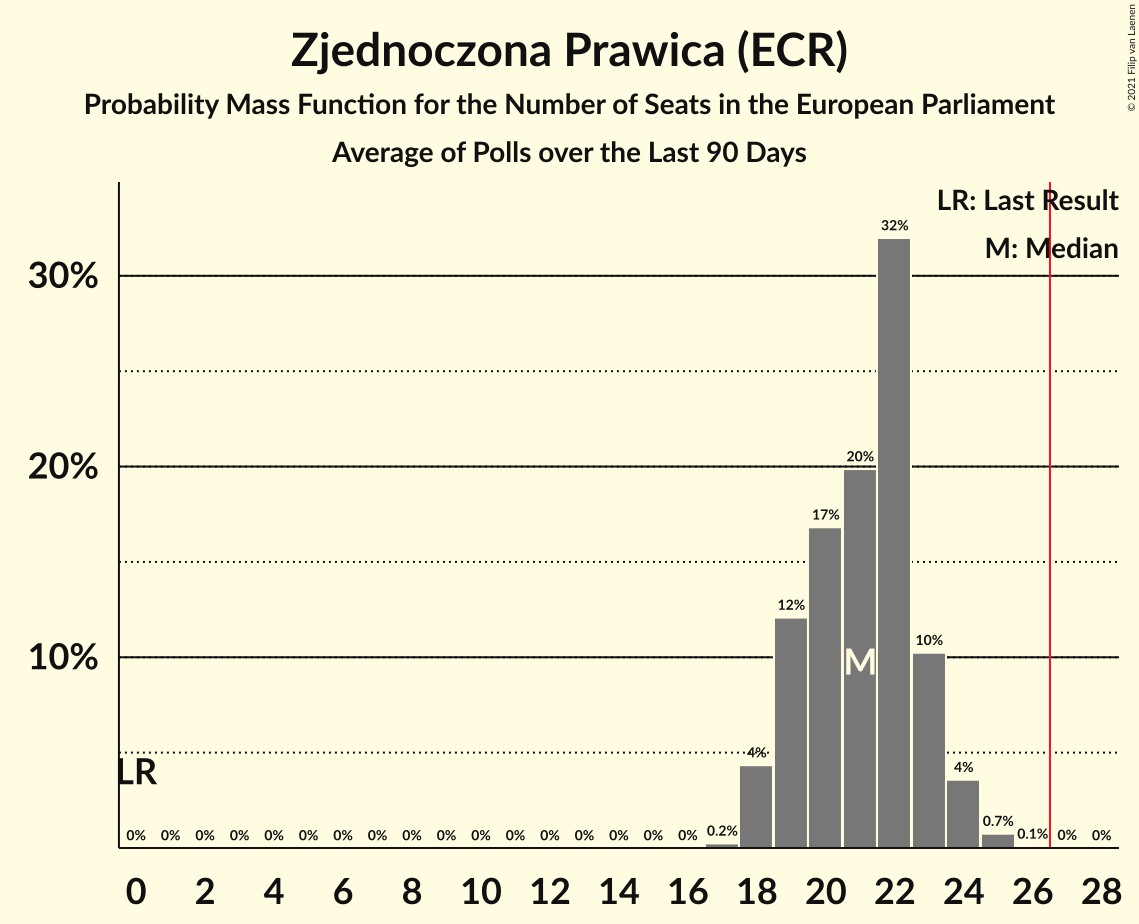 Zjednoczona Prawica (ECR)
Probability Mass Function for the Number of Seats in the European Parliament
Average of Polls over the Last 90 Days
© 2021 Filip van Laenen
LR: Last Result
M: Median
30%
20%
10%
32%
20%
17%
12%
10%
M
4%
4%
LR
0% 0% 0% 0% 0% 0% 0% 0% 0% 0% 0% 0% 0% 0% 0% 0% 0% 0.2% 0.7% 0.1% 0% 0%
0 2 4 6 8 10 12 14 16 18 20 22 24 26 28